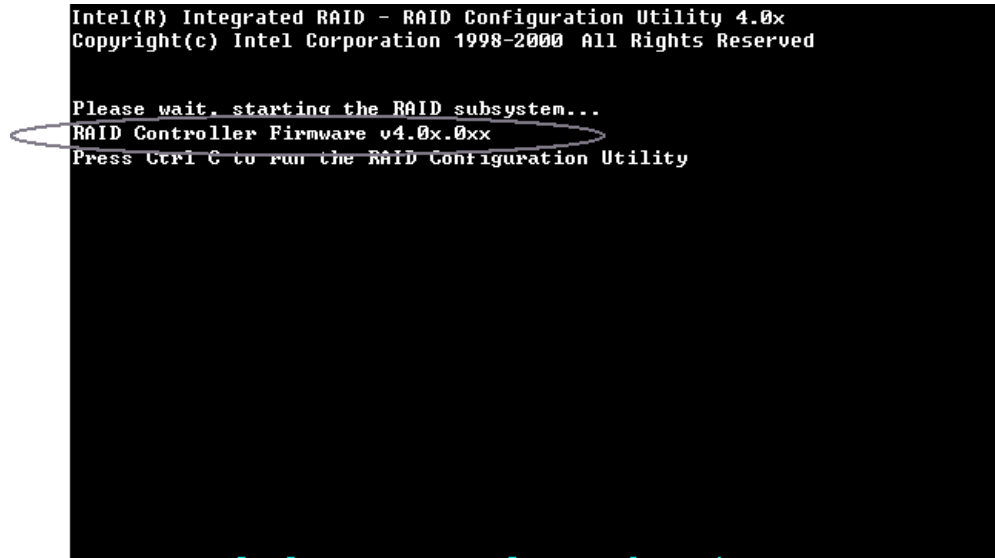 Intel(R) Integrated RAID - RAID Configuration Utility 4.0x
Copyright(c) Intel Corporation 1998-2000 All Rights Reserved
Please wait, starting the RAID subsystem...
RAID Controller Firmware v4.0x.0xx
Press Ctrl C to run the RAID Configuration Utility